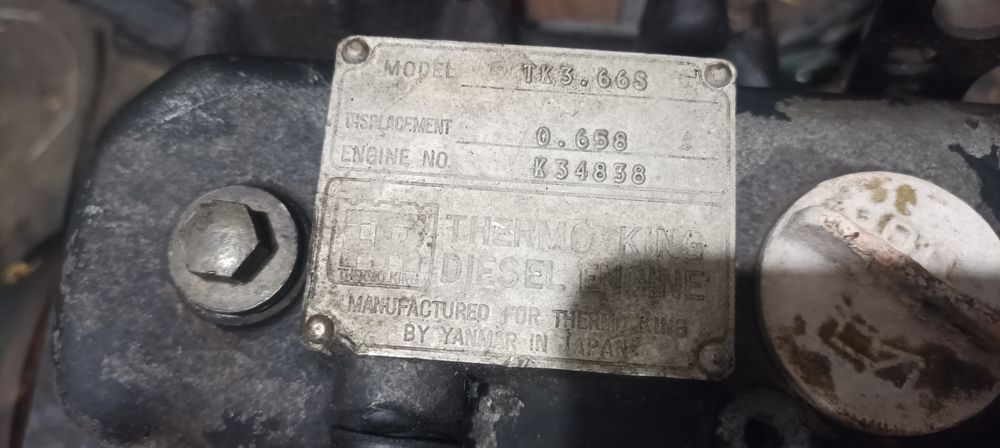 MODEL TK3.66S
DISPLACEMENT 0.658 ℓ
ENGINE NO. K34838
THERMO KING
THERMO KING
DIESEL ENGINE
MANUFACTURED FOR THERMO KING
BY YANMAR IN JAPAN